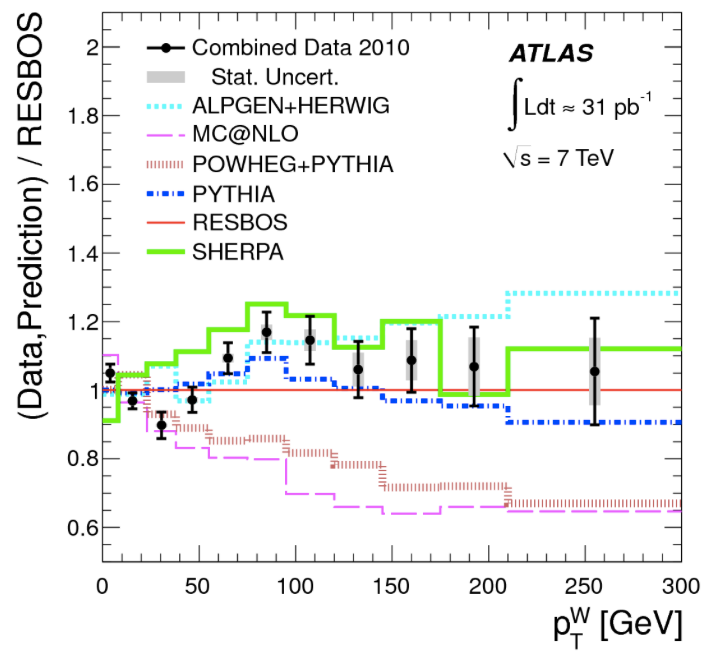 (Data,Prediction) / RESBOS
2
1.8
1.6
1.4
1.2
1
0.8
0.6
Combined Data 2010
Stat. Uncert.
ALPGEN+HERWIG
MC@NLO
POWHEG+PYTHIA
PYTHIA
RESBOS
SHERPA
ATLAS
∫ Ldt ≈ 31 pb⁻¹
√s = 7 TeV
0 50 100 150 200 250 300
p_T^W [GeV]